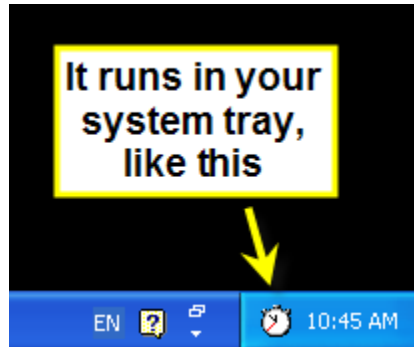 It runs in your
system tray,
like this
EN ? 10:45 AM